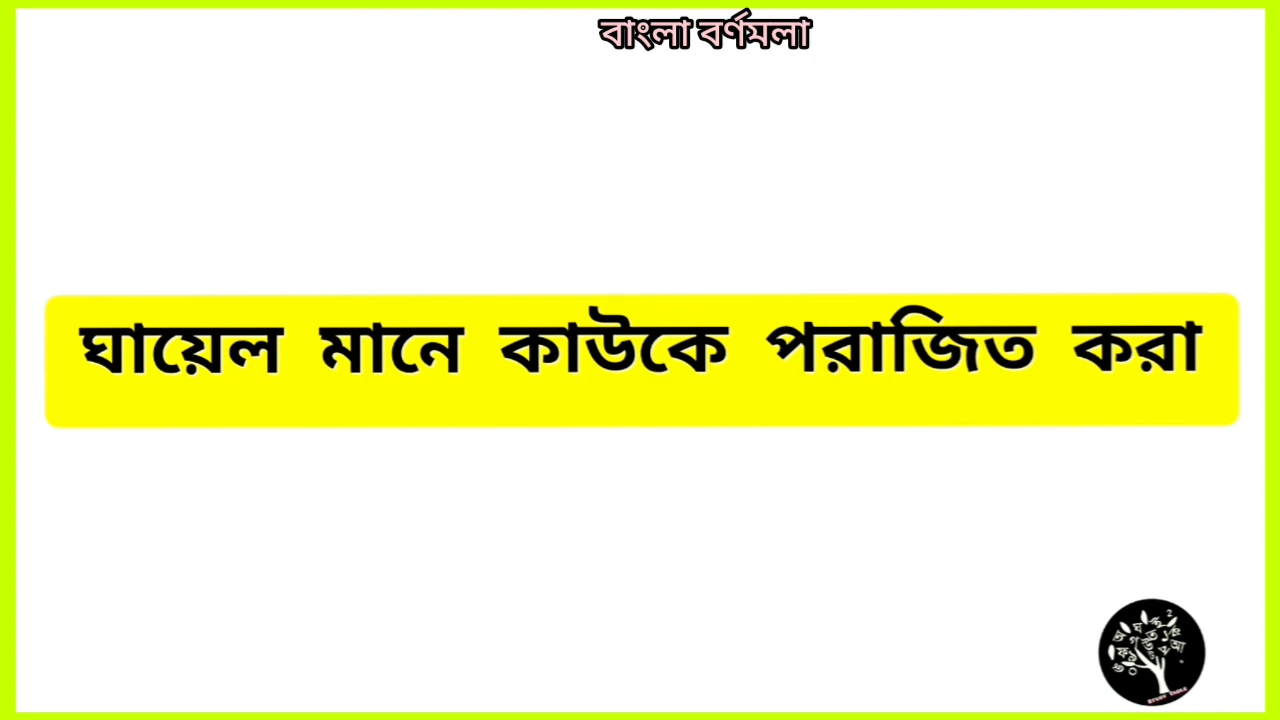 বাংলা বর্ণমলা
ঘায়েল মানে কাউকে পরাজিত করা